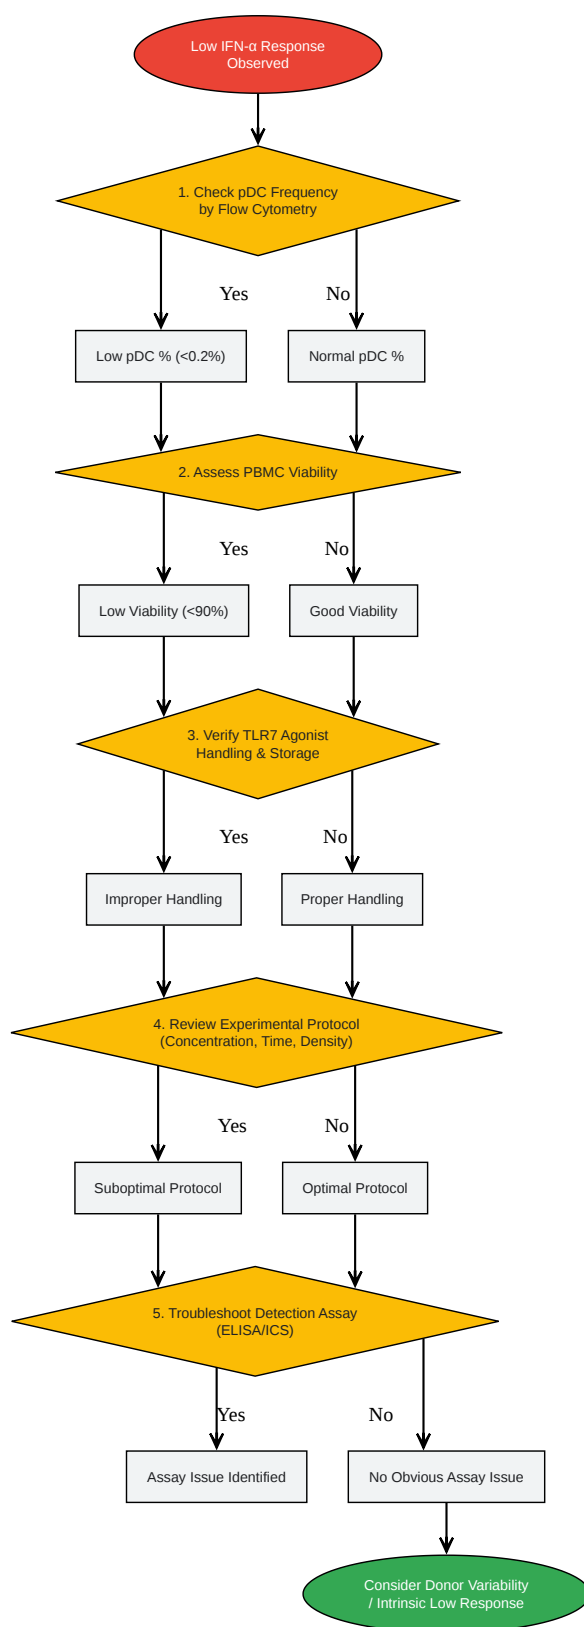 Low IFN-α Response
Observed
1. Check pDC Frequency
by Flow Cytometry
Yes
No
Low pDC % (<0.2%)
Normal pDC %
2. Assess PBMC Viability
Yes
No
Low Viability (<90%)
Good Viability
3. Verify TLR7 Agonist
Handling & Storage
Yes
No
Improper Handling
Proper Handling
4. Review Experimental Protocol
(Concentration, Time, Density)
Yes
No
Suboptimal Protocol
Optimal Protocol
5. Troubleshoot Detection Assay
(ELISA/ICS)
Yes
No
Assay Issue Identified
No Obvious Assay Issue
Consider Donor Variability
/ Intrinsic Low Response